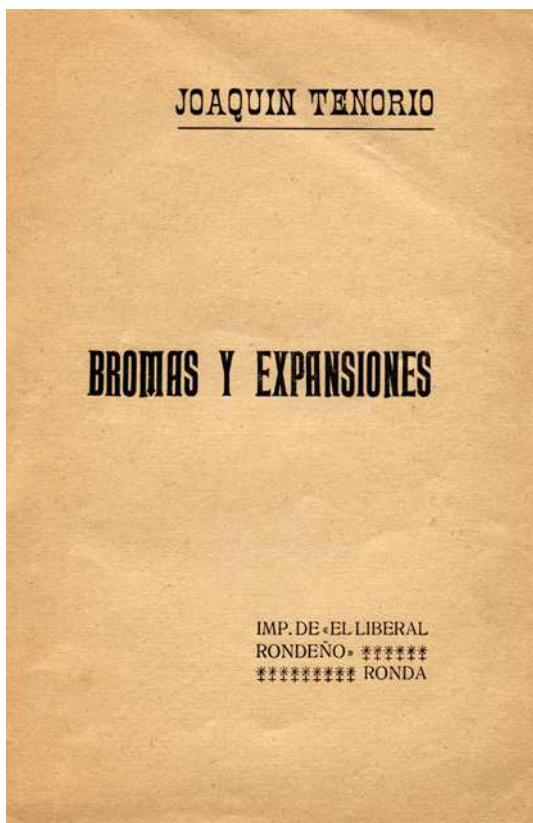 JOAQUIN TENORIO
BROMAS Y EXPANSIONES
IMP. DE «EL LIBERAL
RONDEÑO»
RONDA